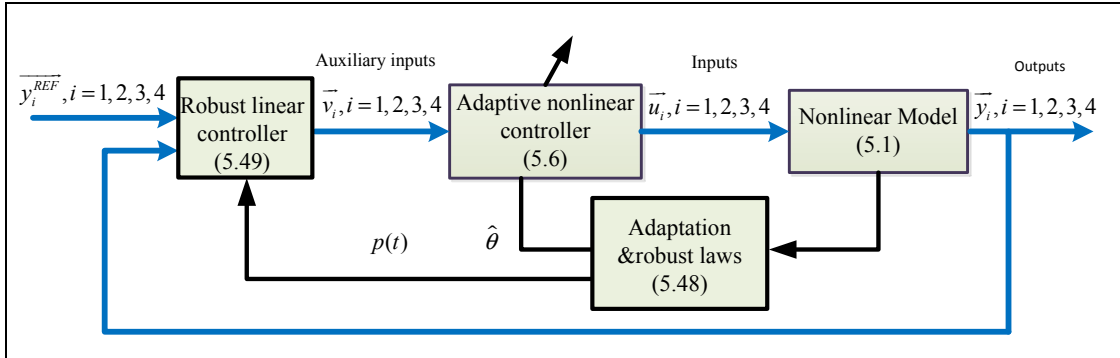 Auxiliary inputs
Inputs
Outputs
y_i^{REF}, i = 1, 2, 3, 4
v_i, i = 1, 2, 3, 4
u_i, i = 1, 2, 3, 4
y_i, i = 1, 2, 3, 4
Robust linear
controller
(5.49)
Adaptive nonlinear
controller
(5.6)
Nonlinear Model
(5.1)
Adaptation
&robust laws
(5.48)
p(t)
θ̂